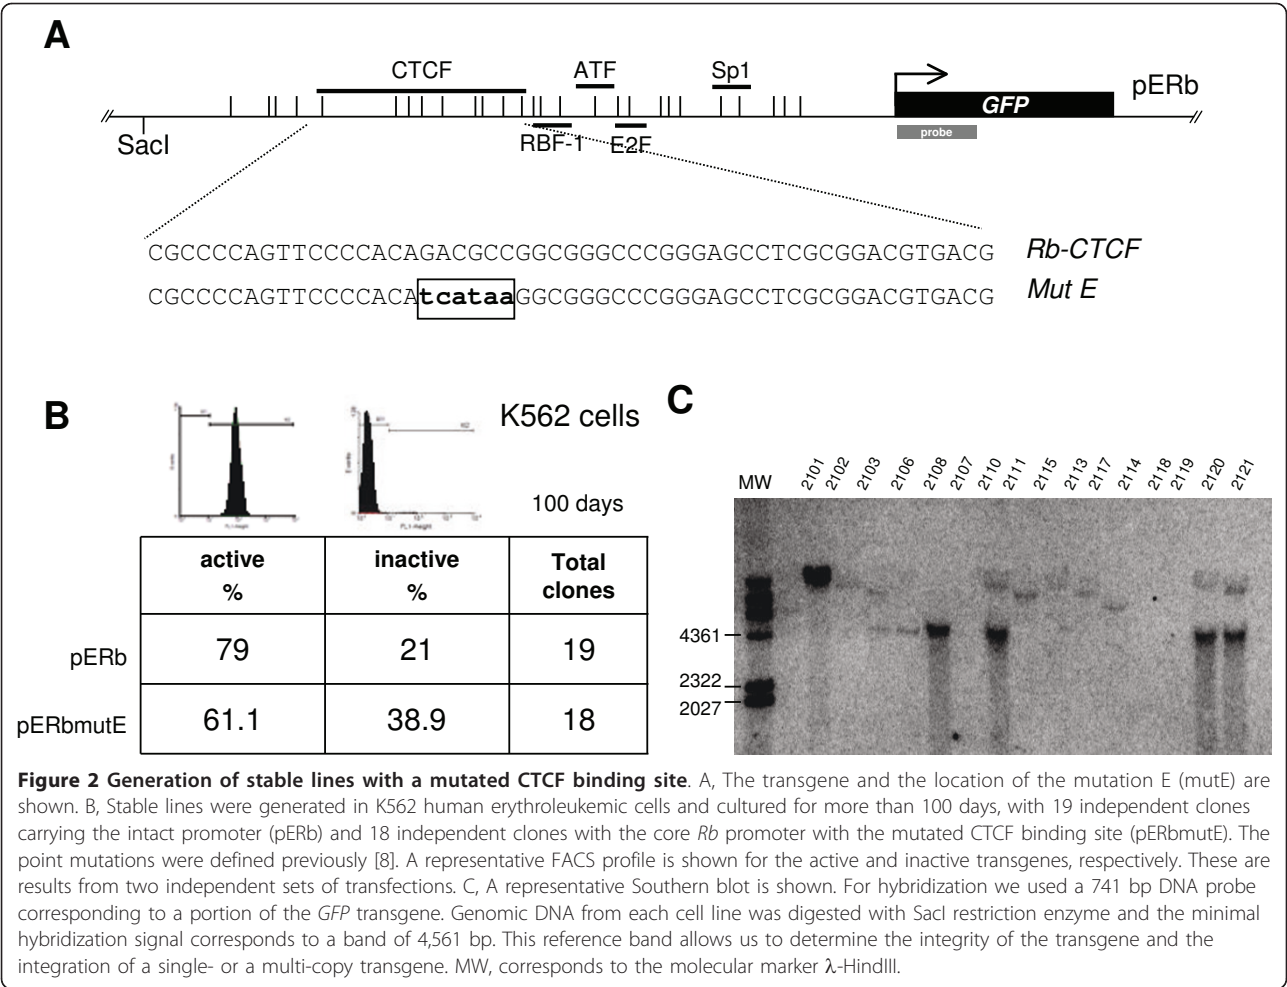 A
CTCF
ATF
Sp1
GFP
pERb
SacI
RBF-1
E2F
probe
CGCCCCAGTTCCCCACAGACGCCGGCGGGCCCGGGAGCCTCGCGGACGTGACG
Rb-CTCF
CGCCCCAGTTCCCCACAtcataaGGCGGGCCCGGGAGCCTCGCGGACGTGACG
Mut E
B
K562 cells
100 days
active
%
inactive
%
Total
clones
pERb
79
21
19
pERbmutE
61.1
38.9
18
C
MW
2101
2102
2103
2106
2108
2107
2110
2111
2115
2113
2117
2114
2118
2119
2120
2121
4361
2322
2027
Figure 2 Generation of stable lines with a mutated CTCF binding site. A, The transgene and the location of the mutation E (mutE) are
shown. B, Stable lines were generated in K562 human erythroleukemic cells and cultured for more than 100 days, with 19 independent clones
carrying the intact promoter (pERb) and 18 independent clones with the core Rb promoter with the mutated CTCF binding site (pERbmutE). The
point mutations were defined previously [8]. A representative FACS profile is shown for the active and inactive transgenes, respectively. These are
results from two independent sets of transfections. C, A representative Southern blot is shown. For hybridization we used a 741 bp DNA probe
corresponding to a portion of the GFP transgene. Genomic DNA from each cell line was digested with SacI restriction enzyme and the minimal
hybridization signal corresponds to a band of 4,561 bp. This reference band allows us to determine the integrity of the transgene and the
integration of a single- or a multi-copy transgene. MW, corresponds to the molecular marker λ-HindIII.